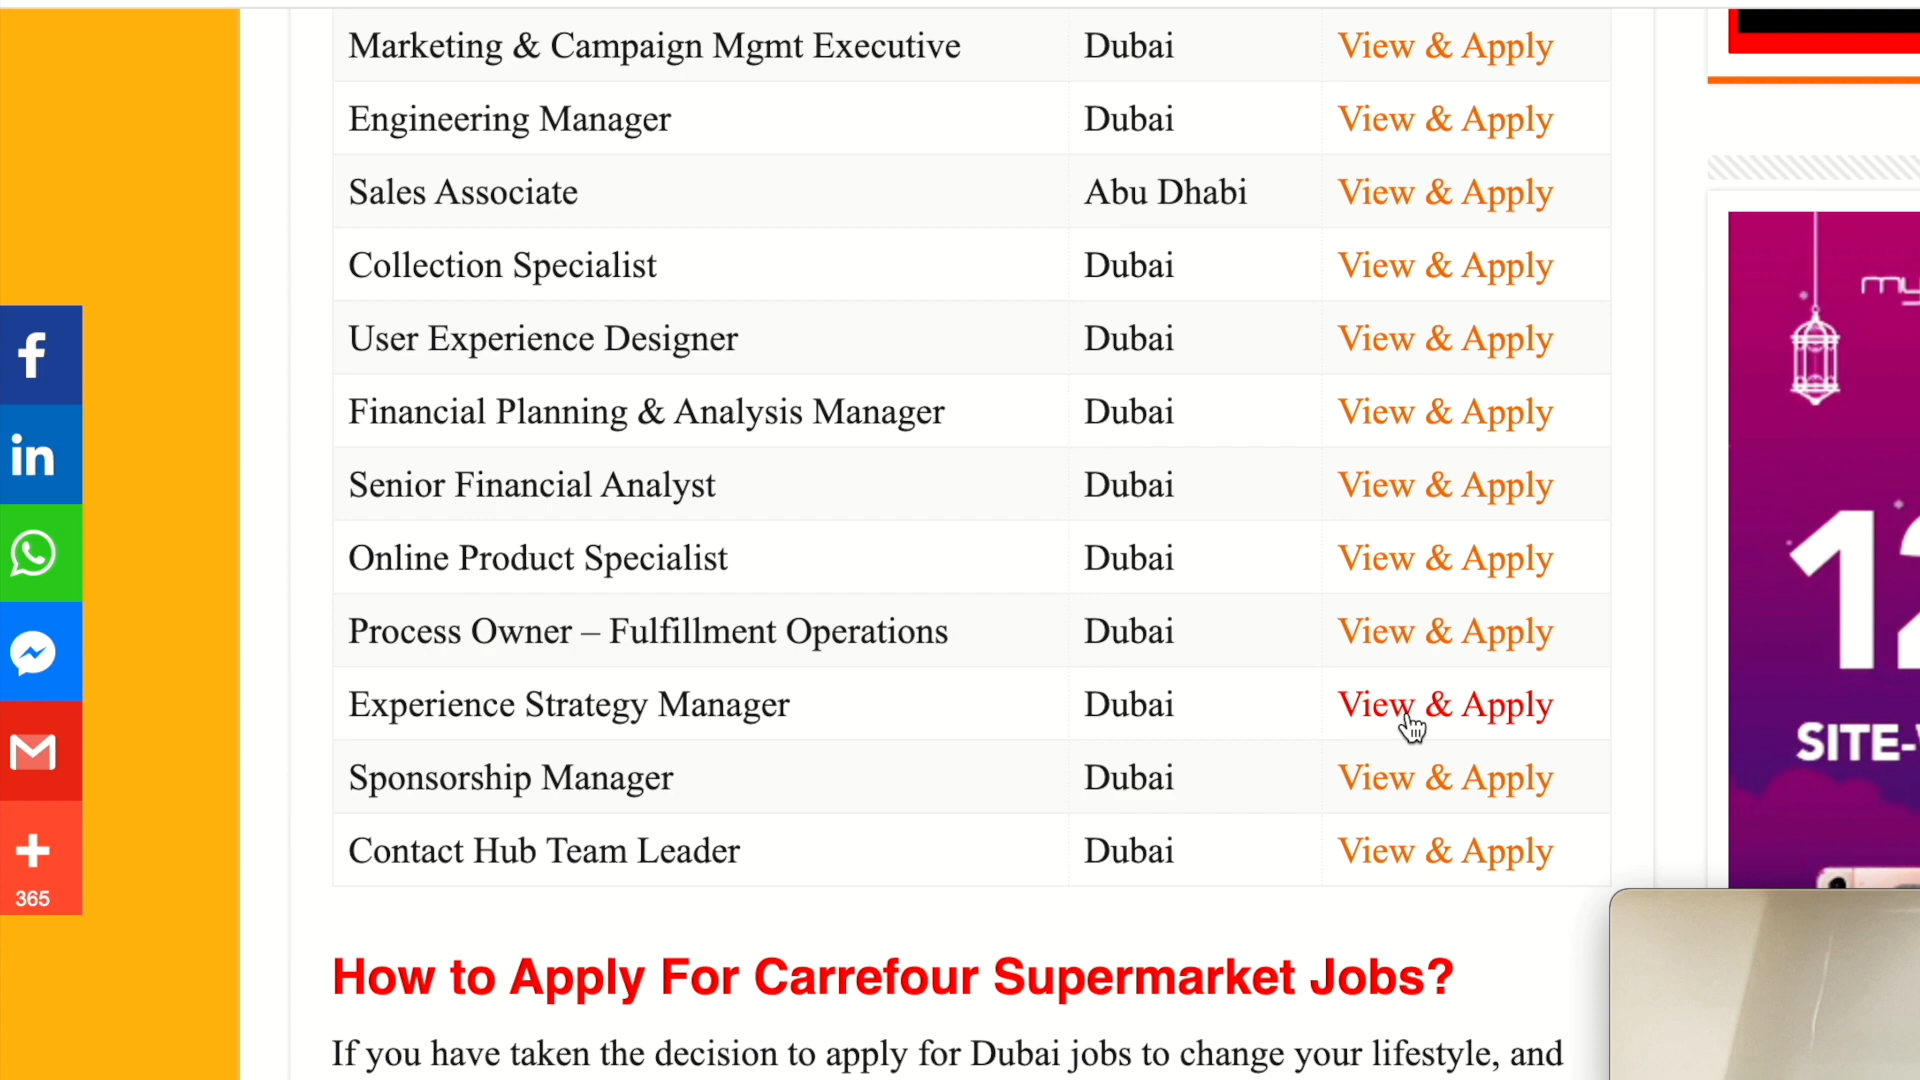 Marketing & Campaign Mgmt Executive Dubai View & Apply
Engineering Manager Dubai View & Apply
Sales Associate Abu Dhabi View & Apply
Collection Specialist Dubai View & Apply
User Experience Designer Dubai View & Apply
Financial Planning & Analysis Manager Dubai View & Apply
Senior Financial Analyst Dubai View & Apply
Online Product Specialist Dubai View & Apply
Process Owner – Fulfillment Operations Dubai View & Apply
Experience Strategy Manager Dubai View & Apply
Sponsorship Manager Dubai View & Apply
Contact Hub Team Leader Dubai View & Apply
How to Apply For Carrefour Supermarket Jobs?
If you have taken the decision to apply for Dubai jobs to change your lifestyle, and
f
in
365
my
SITE-